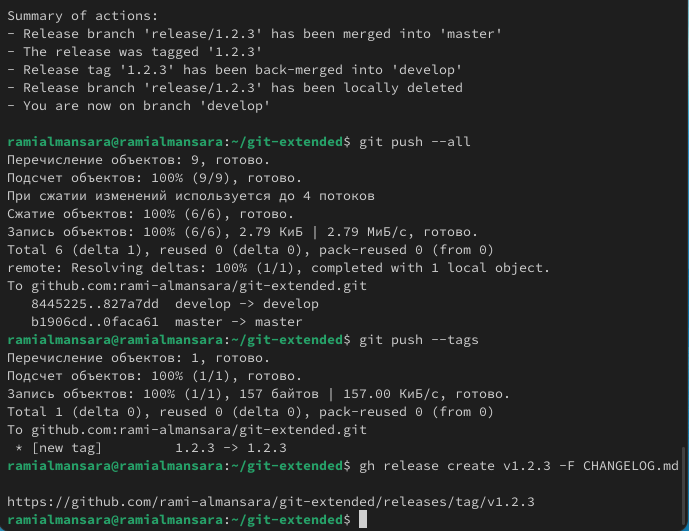 Summary of actions:
- Release branch 'release/1.2.3' has been merged into 'master'
- The release was tagged '1.2.3'
- Release tag '1.2.3' has been back-merged into 'develop'
- Release branch 'release/1.2.3' has been locally deleted
- You are now on branch 'develop'
ramialmansara@ramialmansara:~/git-extended$ git push --all
Перечисление объектов: 9, готово.
Подсчет объектов: 100% (9/9), готово.
При сжатии изменений используется до 4 потоков
Сжатие объектов: 100% (6/6), готово.
Запись объектов: 100% (6/6), 2.79 КиБ | 2.79 МиБ/с, готово.
Total 6 (delta 1), reused 0 (delta 0), pack-reused 0 (from 0)
remote: Resolving deltas: 100% (1/1), completed with 1 local object.
To github.com:rami-almansara/git-extended.git
   8445225..827a7dd  develop -> develop
   b1906cd..0faca61  master -> master
ramialmansara@ramialmansara:~/git-extended$ git push --tags
Перечисление объектов: 1, готово.
Подсчет объектов: 100% (1/1), готово.
Запись объектов: 100% (1/1), 157 байтов | 157.00 КиБ/с, готово.
Total 1 (delta 0), reused 0 (delta 0), pack-reused 0 (from 0)
To github.com:rami-almansara/git-extended.git
 * [new tag]         1.2.3 -> 1.2.3
ramialmansara@ramialmansara:~/git-extended$ gh release create v1.2.3 -F CHANGELOG.md
https://github.com/rami-almansara/git-extended/releases/tag/v1.2.3
ramialmansara@ramialmansara:~/git-extended$